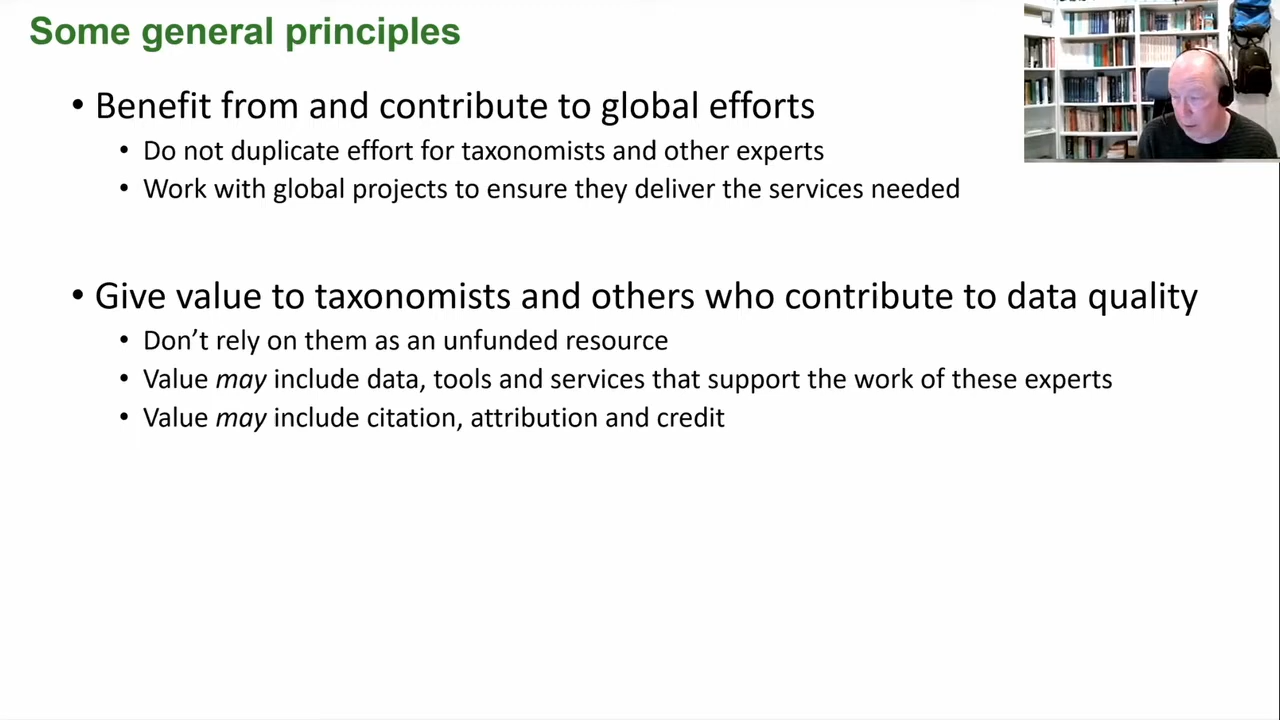 Some general principles
• Benefit from and contribute to global efforts
• Do not duplicate effort for taxonomists and other experts
• Work with global projects to ensure they deliver the services needed
• Give value to taxonomists and others who contribute to data quality
• Don’t rely on them as an unfunded resource
• Value may include data, tools and services that support the work of these experts
• Value may include citation, attribution and credit